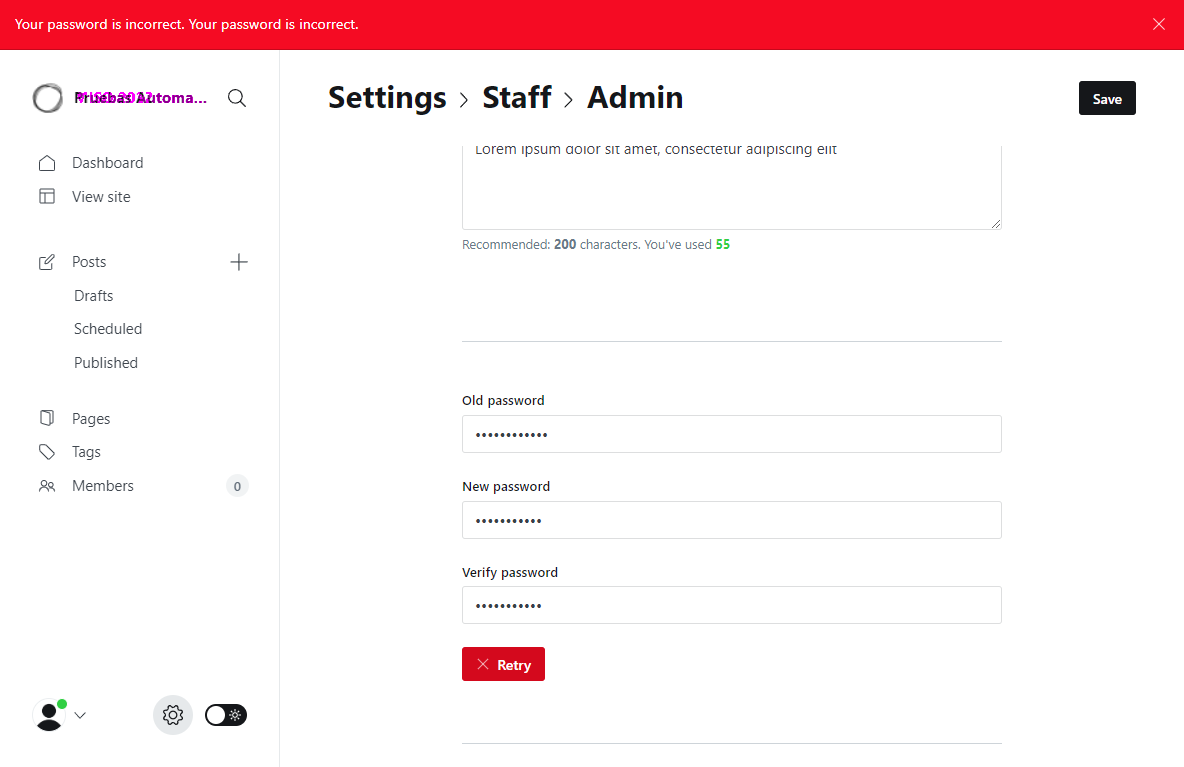 Your password is incorrect. Your password is incorrect.
Pruebas Automa...
Settings > Staff > Admin
Save
Dashboard
View site
Posts
Drafts
Scheduled
Published
Pages
Tags
Members
0
Lorem ipsum dolor sit amet, consectetur adipiscing elit
Recommended: 200 characters. You've used 55
Old password
••••••••••••
New password
•••••••••••
Verify password
•••••••••••
Retry